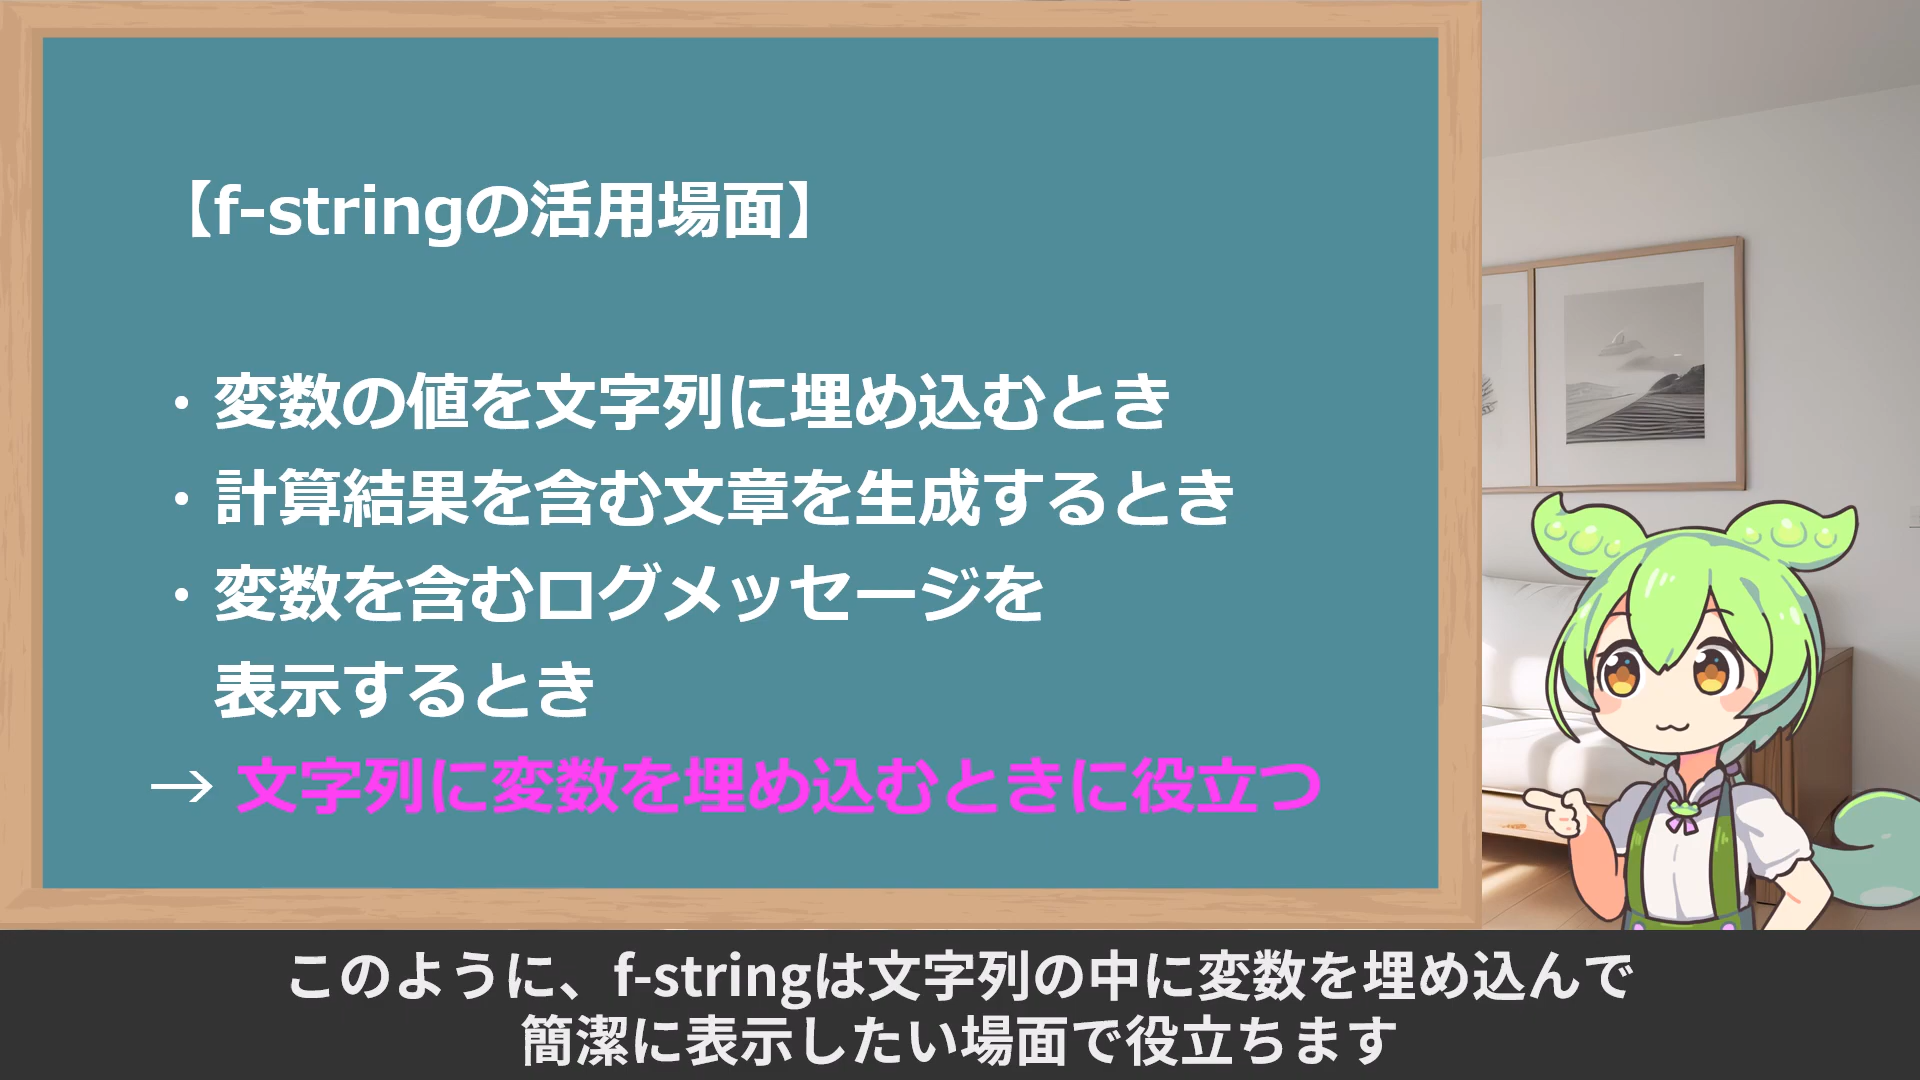 【f-stringの活用場面】
・変数の値を文字列に埋め込むとき
・計算結果を含む文章を生成するとき
・変数を含むログメッセージを
表示するとき
→ 文字列に変数を埋め込むときに役立つ
このように、f-stringは文字列の中に変数を埋め込んで
簡潔に表示したい場面で役立ちます